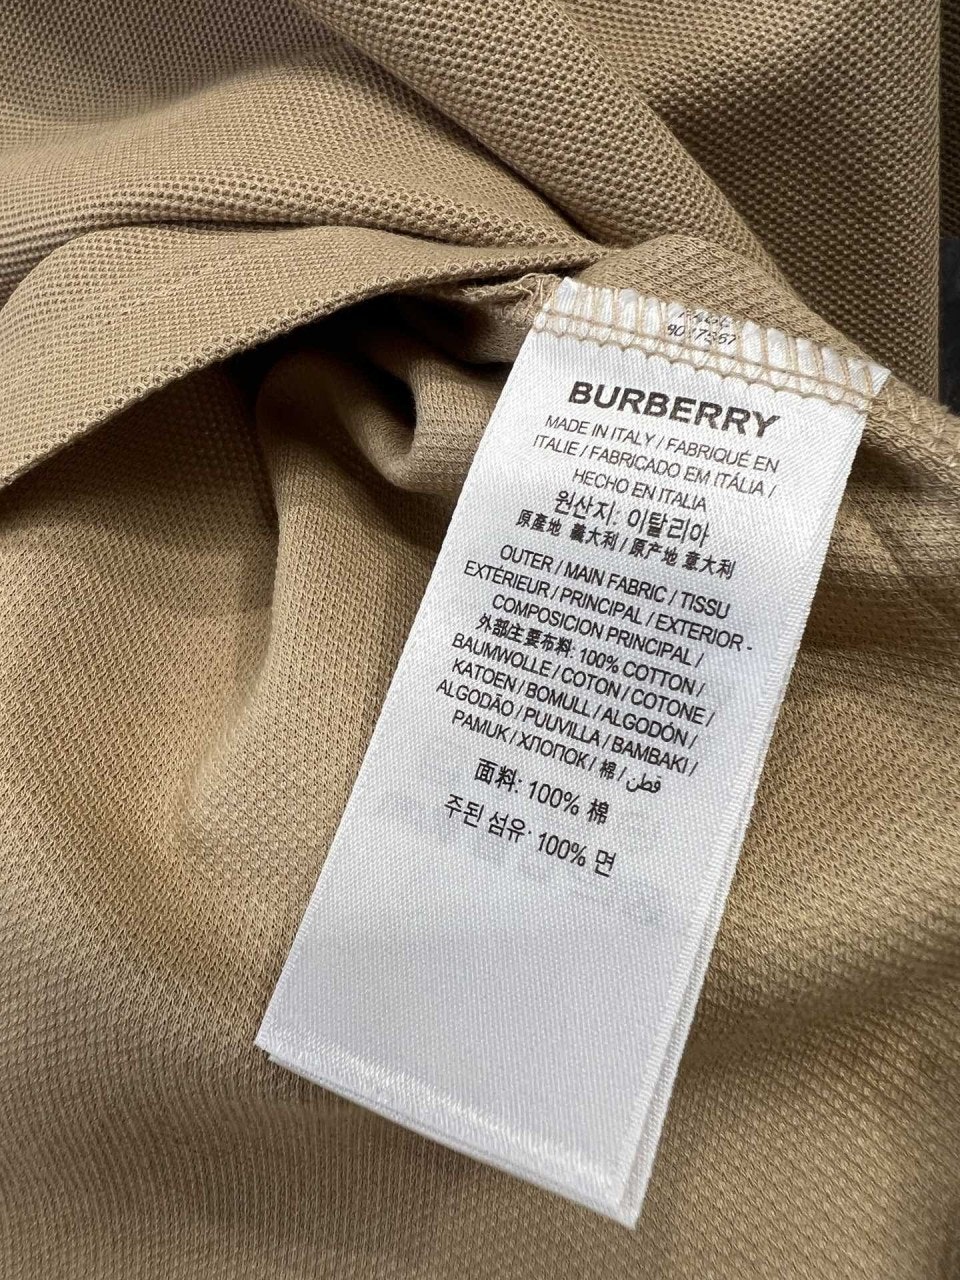 BURBERRY
MADE IN ITALY / FABRIQUÉ EN
ITALIE / FABRICADO EM ITÁLIA /
HECHO EN ITALIA
원산지: 이탈리아
原產地 義大利 / 原产地 意大利
OUTER / MAIN FABRIC / TISSU
EXTÉRIEUR / PRINCIPAL / EXTERIOR -
COMPOSICION PRINCIPAL /
外部主要布料: 100% COTTON /
BAUMWOLLE / COTON / COTONE /
KATOEN / BOMULL / ALGODÓN /
ALGODÃO / PUUVILLA / BAMBAKI /
PAMUK / ХЛОПОК / 棉 / قطن
面料: 100% 棉
주된 섬유: 100% 면